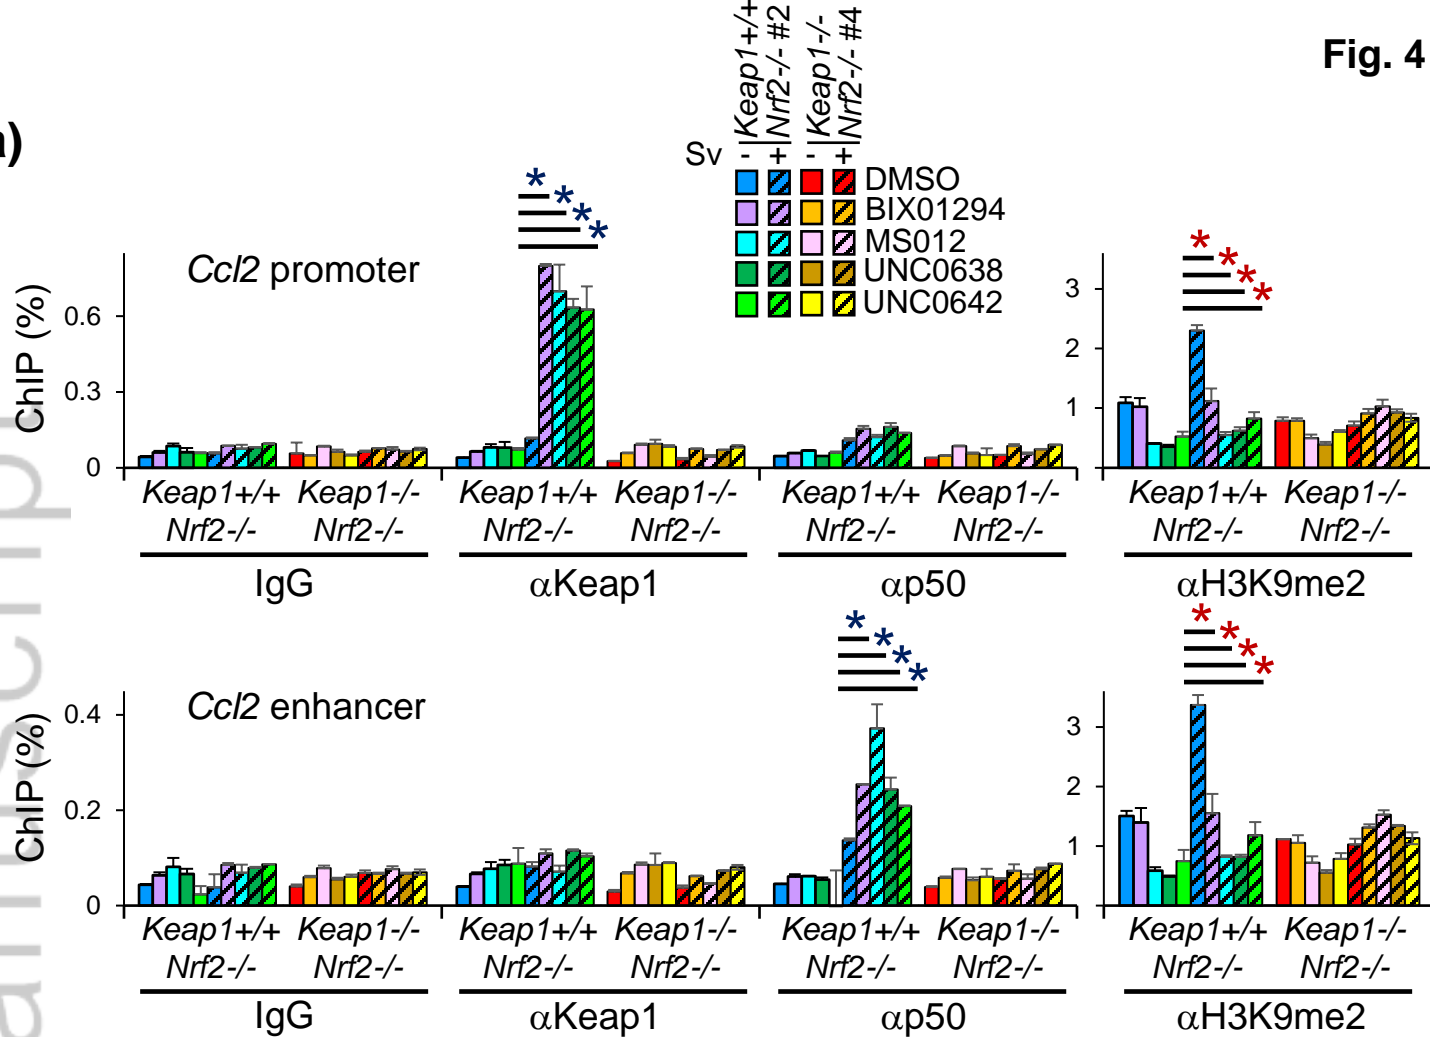 Fig. 4
a)
Keap1+/+
Nrf2-/- #2
Keap1-/-
Nrf2-/- #4
Sv - + - +
DMSO
BIX01294
MS012
UNC0638
UNC0642
* * * *
* * * *
Ccl2 promoter
ChIP (%)
0.6
0.3
0
3
2
1
Keap1+/+ Keap1-/- Keap1+/+ Keap1-/- Keap1+/+ Keap1-/- Keap1+/+ Keap1-/-
Nrf2-/- Nrf2-/- Nrf2-/- Nrf2-/- Nrf2-/- Nrf2-/- Nrf2-/- Nrf2-/-
IgG αKeap1 αp50 αH3K9me2
* * * *
* * * *
Ccl2 enhancer
ChIP (%)
0.4
0.2
0
3
2
1
Keap1+/+ Keap1-/- Keap1+/+ Keap1-/- Keap1+/+ Keap1-/- Keap1+/+ Keap1-/-
Nrf2-/- Nrf2-/- Nrf2-/- Nrf2-/- Nrf2-/- Nrf2-/- Nrf2-/- Nrf2-/-
IgG αKeap1 αp50 αH3K9me2